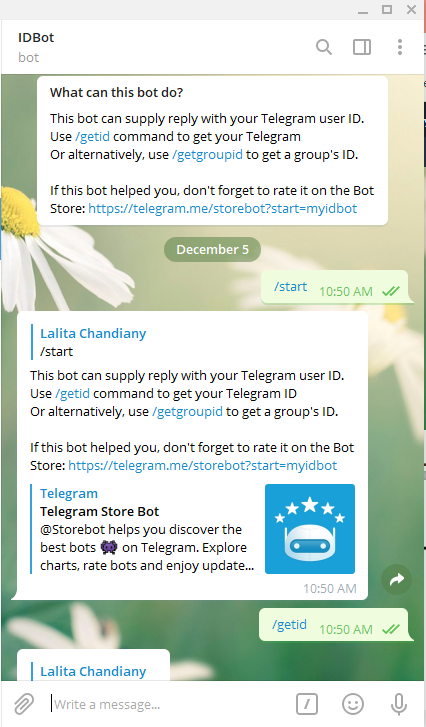 IDBot
bot
What can this bot do?
This bot can supply reply with your Telegram user ID.
Use /getid command to get your Telegram
Or alternatively, use /getgroupid to get a group's ID.
If this bot helped you, don't forget to rate it on the Bot
Store: https://telegram.me/storebot?start=myidbot
December 5
/start 10:50 AM
Lalita Chandiany
/start
This bot can supply reply with your Telegram user ID.
Use /getid command to get your Telegram ID
Or alternatively, use /getgroupid to get a group's ID.
If this bot helped you, don't forget to rate it on the Bot
Store: https://telegram.me/storebot?start=myidbot
Telegram
Telegram Store Bot
@Storebot helps you discover the
best bots 👾 on Telegram. Explore
charts, rate bots and enjoy update...
10:50 AM
/getid 10:50 AM
Lalita Chandiany
Write a message...